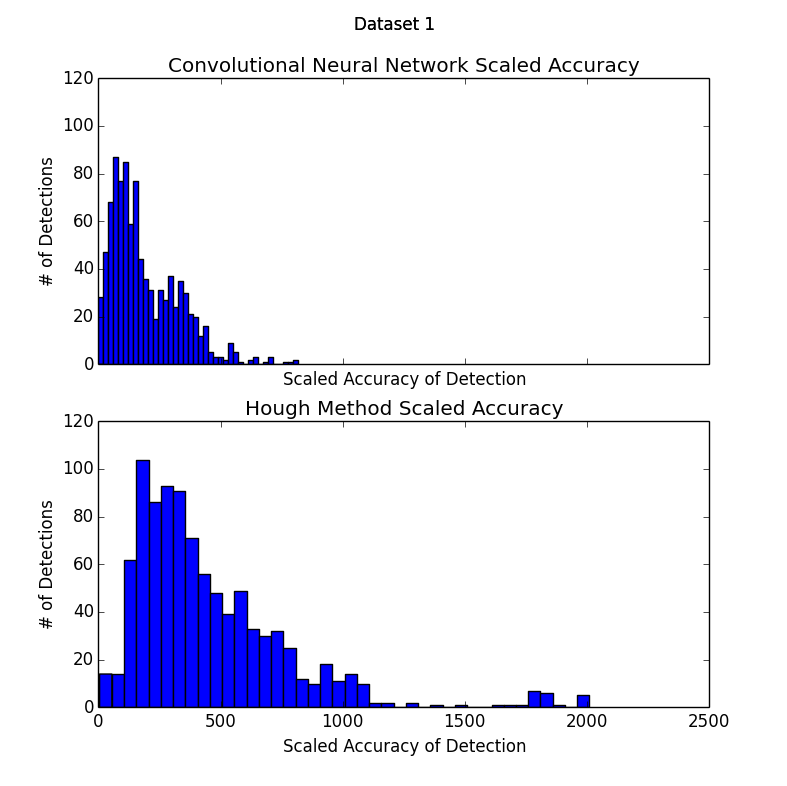 Dataset 1
Convolutional Neural Network Scaled Accuracy
120
100
80
60
40
20
0
# of Detections
Scaled Accuracy of Detection
Hough Method Scaled Accuracy
120
100
80
60
40
20
0
# of Detections
0 500 1000 1500 2000 2500
Scaled Accuracy of Detection